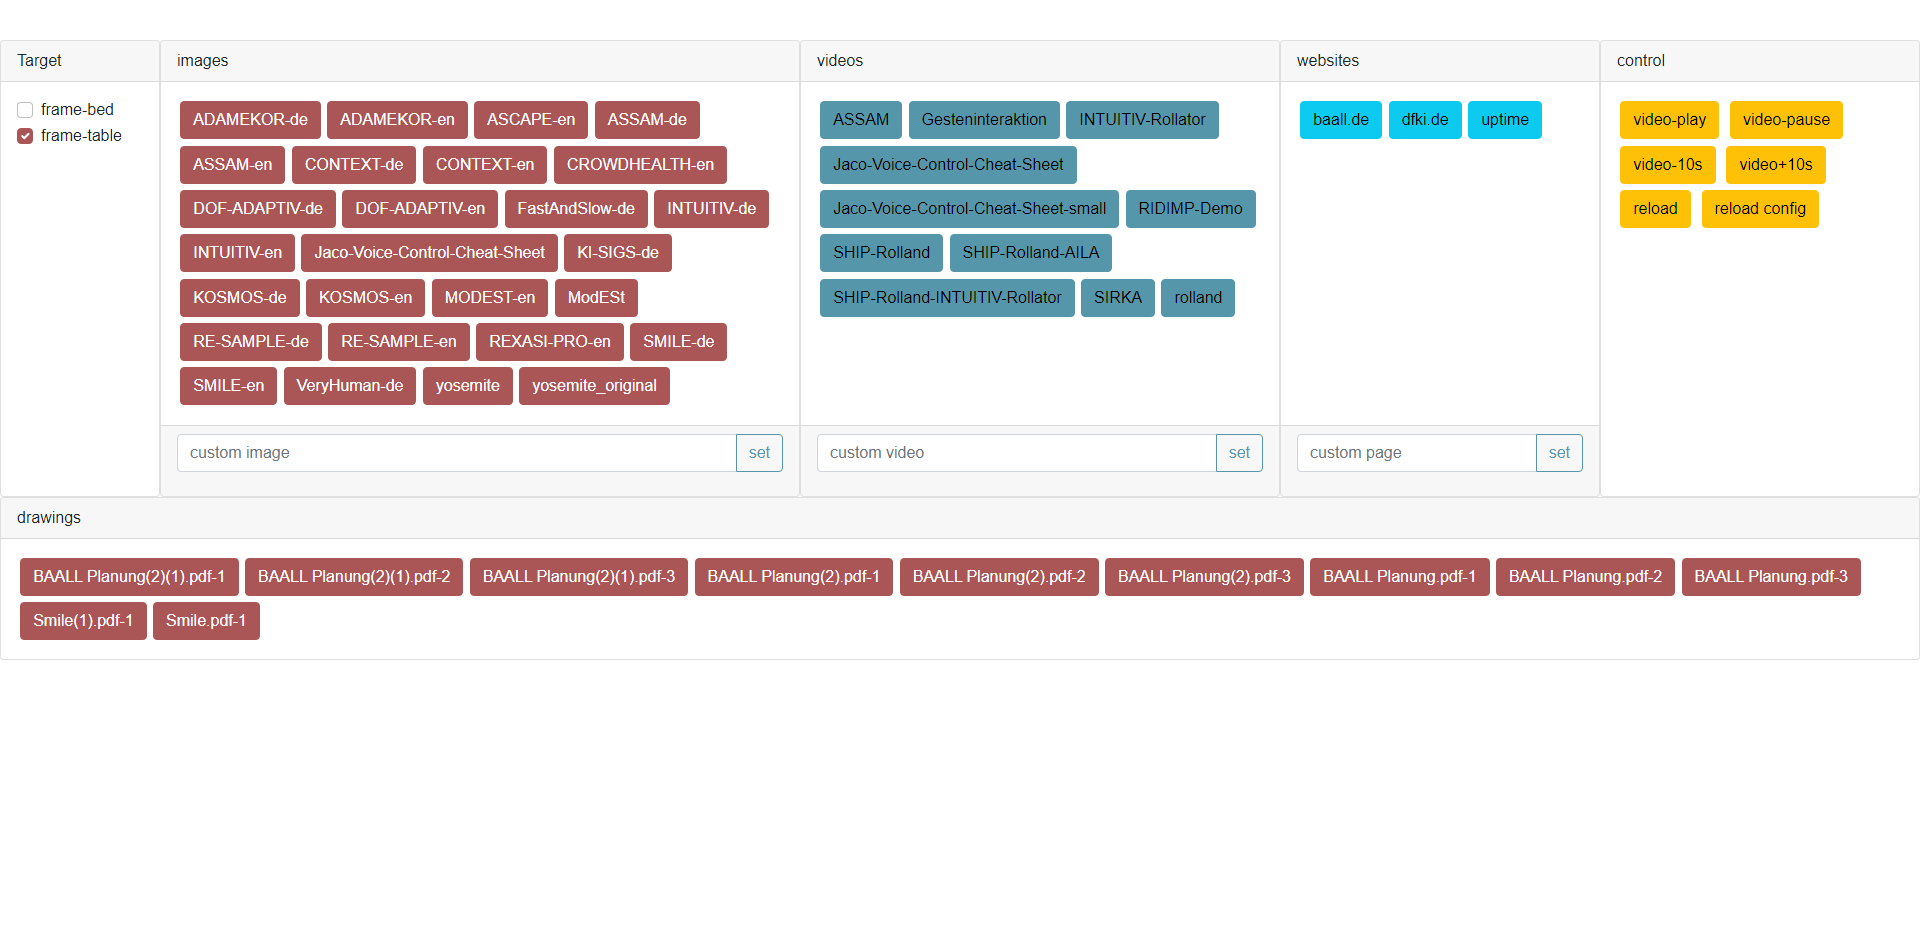 Target
frame-bed
frame-table
images
ADAMEKOR-de ADAMEKOR-en ASCAPE-en ASSAM-de
ASSAM-en CONTEXT-de CONTEXT-en CROWDHEALTH-en
DOF-ADAPTIV-de DOF-ADAPTIV-en FastAndSlow-de INTUITIV-de
INTUITIV-en Jaco-Voice-Control-Cheat-Sheet KI-SIGS-de
KOSMOS-de KOSMOS-en MODEST-en ModESt
RE-SAMPLE-de RE-SAMPLE-en REXASI-PRO-en SMILE-de
SMILE-en VeryHuman-de yosemite yosemite_original
custom image set
videos
ASSAM Gesteninteraktion INTUITIV-Rollator
Jaco-Voice-Control-Cheat-Sheet
Jaco-Voice-Control-Cheat-Sheet-small RIDIMP-Demo
SHIP-Rolland SHIP-Rolland-AILA
SHIP-Rolland-INTUITIV-Rollator SIRKA rolland
custom video set
websites
baall.de dfki.de uptime
custom page set
control
video-play video-pause
video-10s video+10s
reload reload config
drawings
BAALL Planung(2)(1).pdf-1 BAALL Planung(2)(1).pdf-2 BAALL Planung(2)(1).pdf-3 BAALL Planung(2).pdf-1 BAALL Planung(2).pdf-2 BAALL Planung(2).pdf-3 BAALL Planung.pdf-1 BAALL Planung.pdf-2 BAALL Planung.pdf-3
Smile(1).pdf-1 Smile.pdf-1